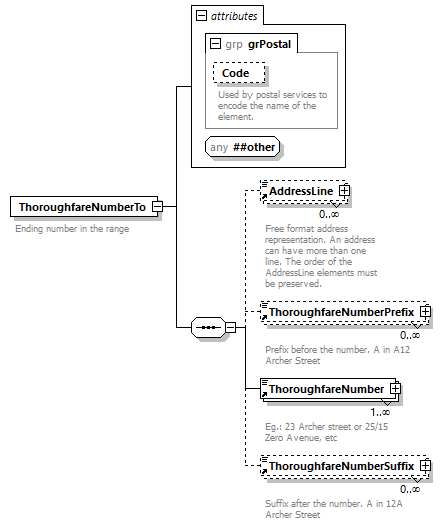 attributes
grp grPostal
Code
Used by postal services to
encode the name of the
element.
any ##other
ThoroughfareNumberTo
Ending number in the range
AddressLine
0..∞
Free format address
representation. An address
can have more than one
line. The order of the
AddressLine elements must
be preserved.
ThoroughfareNumberPrefix
0..∞
Prefix before the number. A in A12
Archer Street
ThoroughfareNumber
1..∞
Eg.: 23 Archer street or 25/15
Zero Avenue, etc
ThoroughfareNumberSuffix
0..∞
Suffix after the number. A in 12A
Archer Street